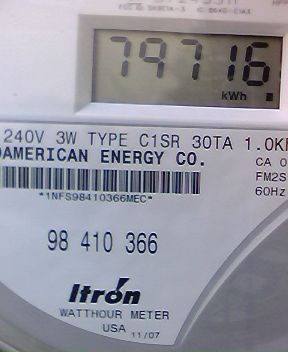 79716
kWh
240V 3W TYPE C1SR 30TA 1.0K
AMERICAN ENERGY CO.
CA 0
FM2S
60Hz
*1NFS98410366MEC*
98 410 366
Itron
WATTHOUR METER
USA 11/07